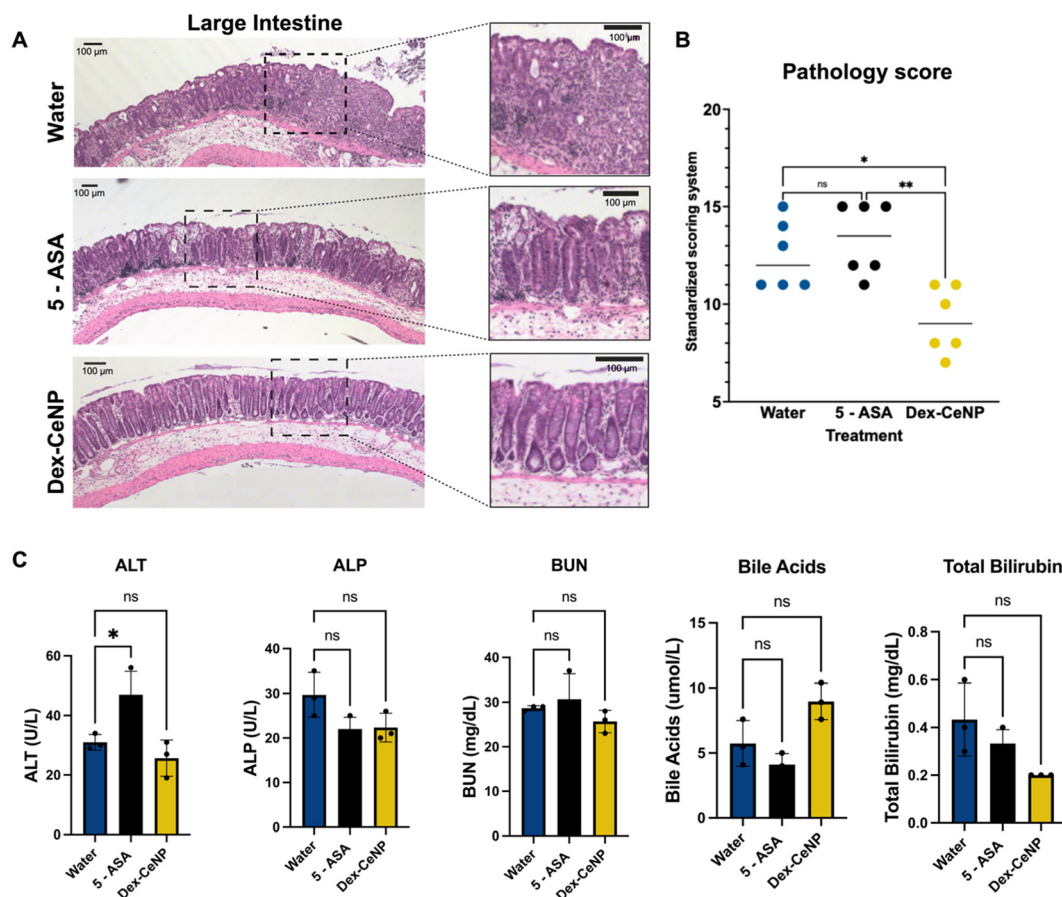 A
Large Intestine
Water
100 µm
100 µm
5 - ASA
100 µm
100 µm
Dex-CeNP
100 µm
100 µm
B
Pathology score
Standardized scoring system
20
15
10
5
*
ns
**
Water
5 - ASA
Dex-CeNP
Treatment
C
ALT
ALT (U/L)
60
40
20
0
ns
*
Water
5 - ASA
Dex-CeNP
ALP
ALP (U/L)
40
30
20
10
0
ns
ns
Water
5 - ASA
Dex-CeNP
BUN
BUN (mg/dL)
40
30
20
10
0
ns
ns
Water
5 - ASA
Dex-CeNP
Bile Acids
Bile Acids (umol/L)
15
10
5
0
ns
ns
Water
5 - ASA
Dex-CeNP
Total Bilirubin
Total Bilirubin (mg/dL)
0.8
0.6
0.4
0.2
0.0
ns
ns
Water
5 - ASA
Dex-CeNP